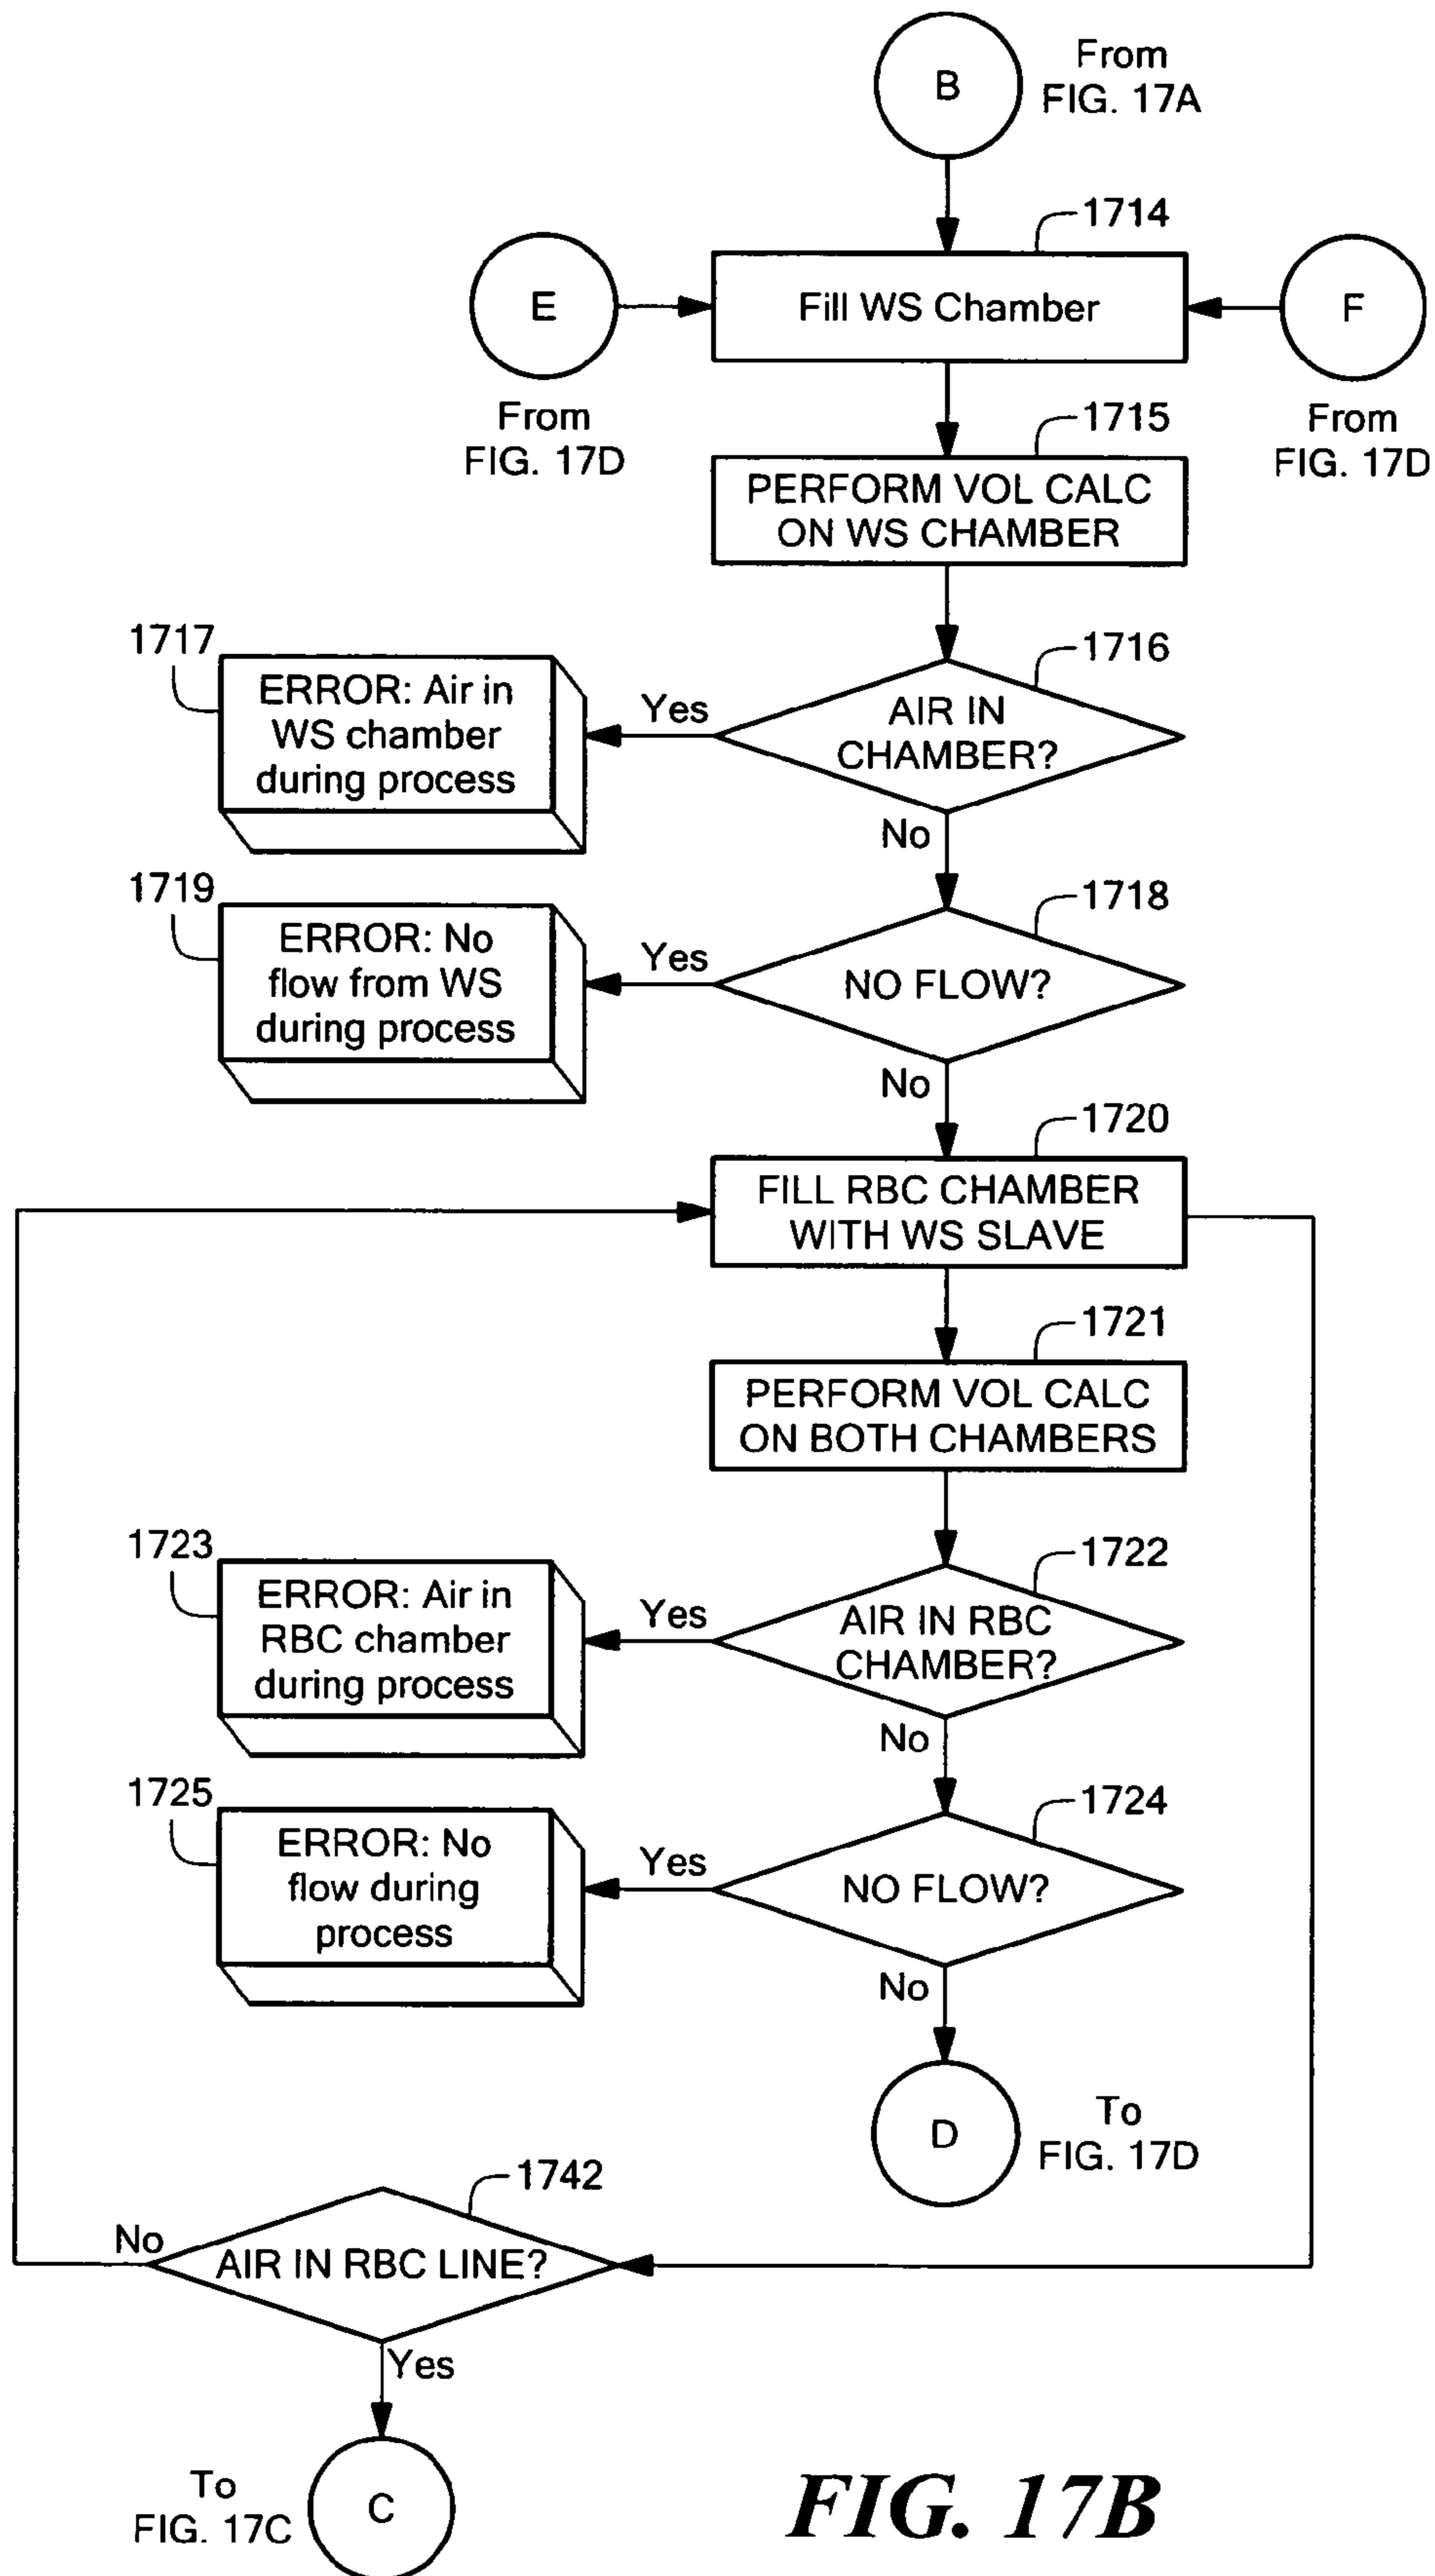 B
From
FIG. 17A
1714
E
Fill WS Chamber
F
From
FIG. 17D
From
FIG. 17D
1715
PERFORM VOL CALC
ON WS CHAMBER
1717
ERROR: Air in
WS chamber
during process
Yes
1716
AIR IN
CHAMBER?
No
1719
ERROR: No
flow from WS
during process
Yes
1718
NO FLOW?
No
1720
FILL RBC CHAMBER
WITH WS SLAVE
1721
PERFORM VOL CALC
ON BOTH CHAMBERS
1723
ERROR: Air in
RBC chamber
during process
Yes
1722
AIR IN RBC
CHAMBER?
No
1725
ERROR: No
flow during
process
Yes
1724
NO FLOW?
No
D
To
FIG. 17D
1742
No
AIR IN RBC LINE?
Yes
To
FIG. 17C
C
FIG. 17B